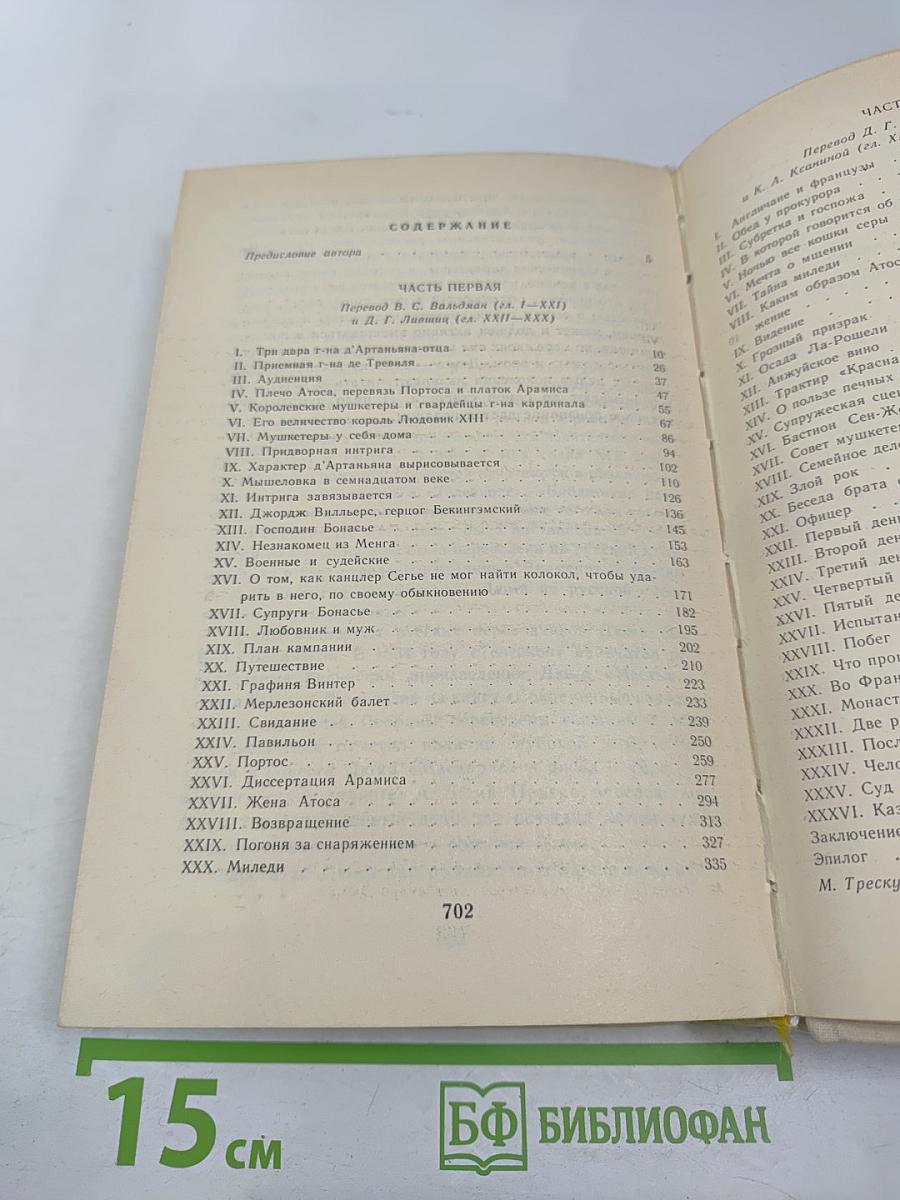 СОДЕРЖАНИЕ
Предисловие автора . . . 5
ЧАСТЬ ПЕРВАЯ
Перевод В. С. Вальдман (гл. I—XXI)
и Д. Г. Лившиц (гл. XXII—XXX)
I. Три дара г-на д'Артаньяна-отца . . . 10
II. Приемная г-на де Тревиля . . . 26
III. Аудиенция . . . 37
IV. Плечо Атоса, перевязь Портоса и платок Арамиса . . . 47
V. Королевские мушкетеры и гвардейцы г-на кардинала . . . 55
VI. Его величество король Людовик XIII . . . 67
VII. Мушкетеры у себя дома . . . 86
VIII. Придворная интрига . . . 94
IX. Характер д'Артаньяна вырисовывается . . . 102
X. Мышеловка в семнадцатом веке . . . 110
XI. Интрига завязывается . . . 126
XII. Джордж Вилльерс, герцог Бекингэмский . . . 136
XIII. Господин Бонасье . . . 145
XIV. Незнакомец из Менга . . . 153
XV. Военные и судейские . . . 163
XVI. О том, как канцлер Сегье не мог найти колокол, чтобы уда-
рить в него, по своему обыкновению . . . 171
XVII. Супруги Бонасье . . . 182
XVIII. Любовник и муж . . . 195
XIX. План кампании . . . 202
XX. Путешествие . . . 210
XXI. Графиня Винтер . . . 223
XXII. Мерлезонский балет . . . 233
XXIII. Свидание . . . 239
XXIV. Павильон . . . 250
XXV. Портос . . . 259
XXVI. Диссертация Арамиса . . . 277
XXVII. Жена Атоса . . . 294
XXVIII. Возвращение . . . 313
XXIX. Погоня за снаряжением . . . 327
XXX. Миледи . . . 335
702
ЧАСТ
Перевод Д. Г.
и К. А. Ксаниной (гл. X
I. Англичане и французы
II. Обед у прокурора
III. Субретка и госпожа
IV. В которой говорится об
V. Ночью все кошки серы
VI. Мечта о мщении
VII. Тайна миледи
VIII. Каким образом Атос
жение
IX. Видение
X. Грозный призрак
XI. Осада Ла-Рошели
XII. Анжуйское вино
XIII. Трактир «Красна
XIV. О пользе печных
XV. Супружеская сцен
XVI. Бастион Сен-Же
XVII. Совет мушкетер
XVIII. Семейное дело
XIX. Злой рок
XX. Беседа брата с
XXI. Офицер
XXII. Первый ден
XXIII. Второй ден
XXIV. Третий ден
XXV. Четвертый
XXVI. Пятый де
XXVII. Испытан
XXVIII. Побег
XXIX. Что прои
XXX. Во Фран
XXXI. Монаст
XXXII. Две р
XXXIII. Посл
XXXIV. Чело
XXXV. Суд
XXXVI. Каз
Заключение
Эпилог
М. Треску
15 см
БФ БИБЛИОФАН